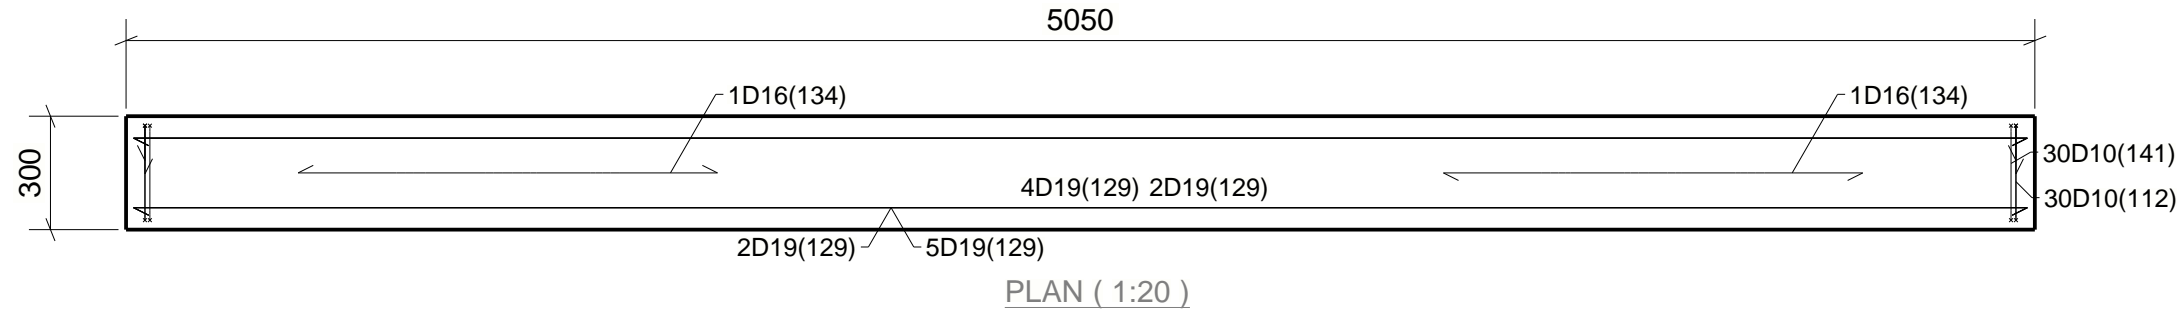 5050
1D16(134)
1D16(134)
300
30D10(141)
4D19(129) 2D19(129)
30D10(112)
2D19(129)
5D19(129)
PLAN ( 1:20 )